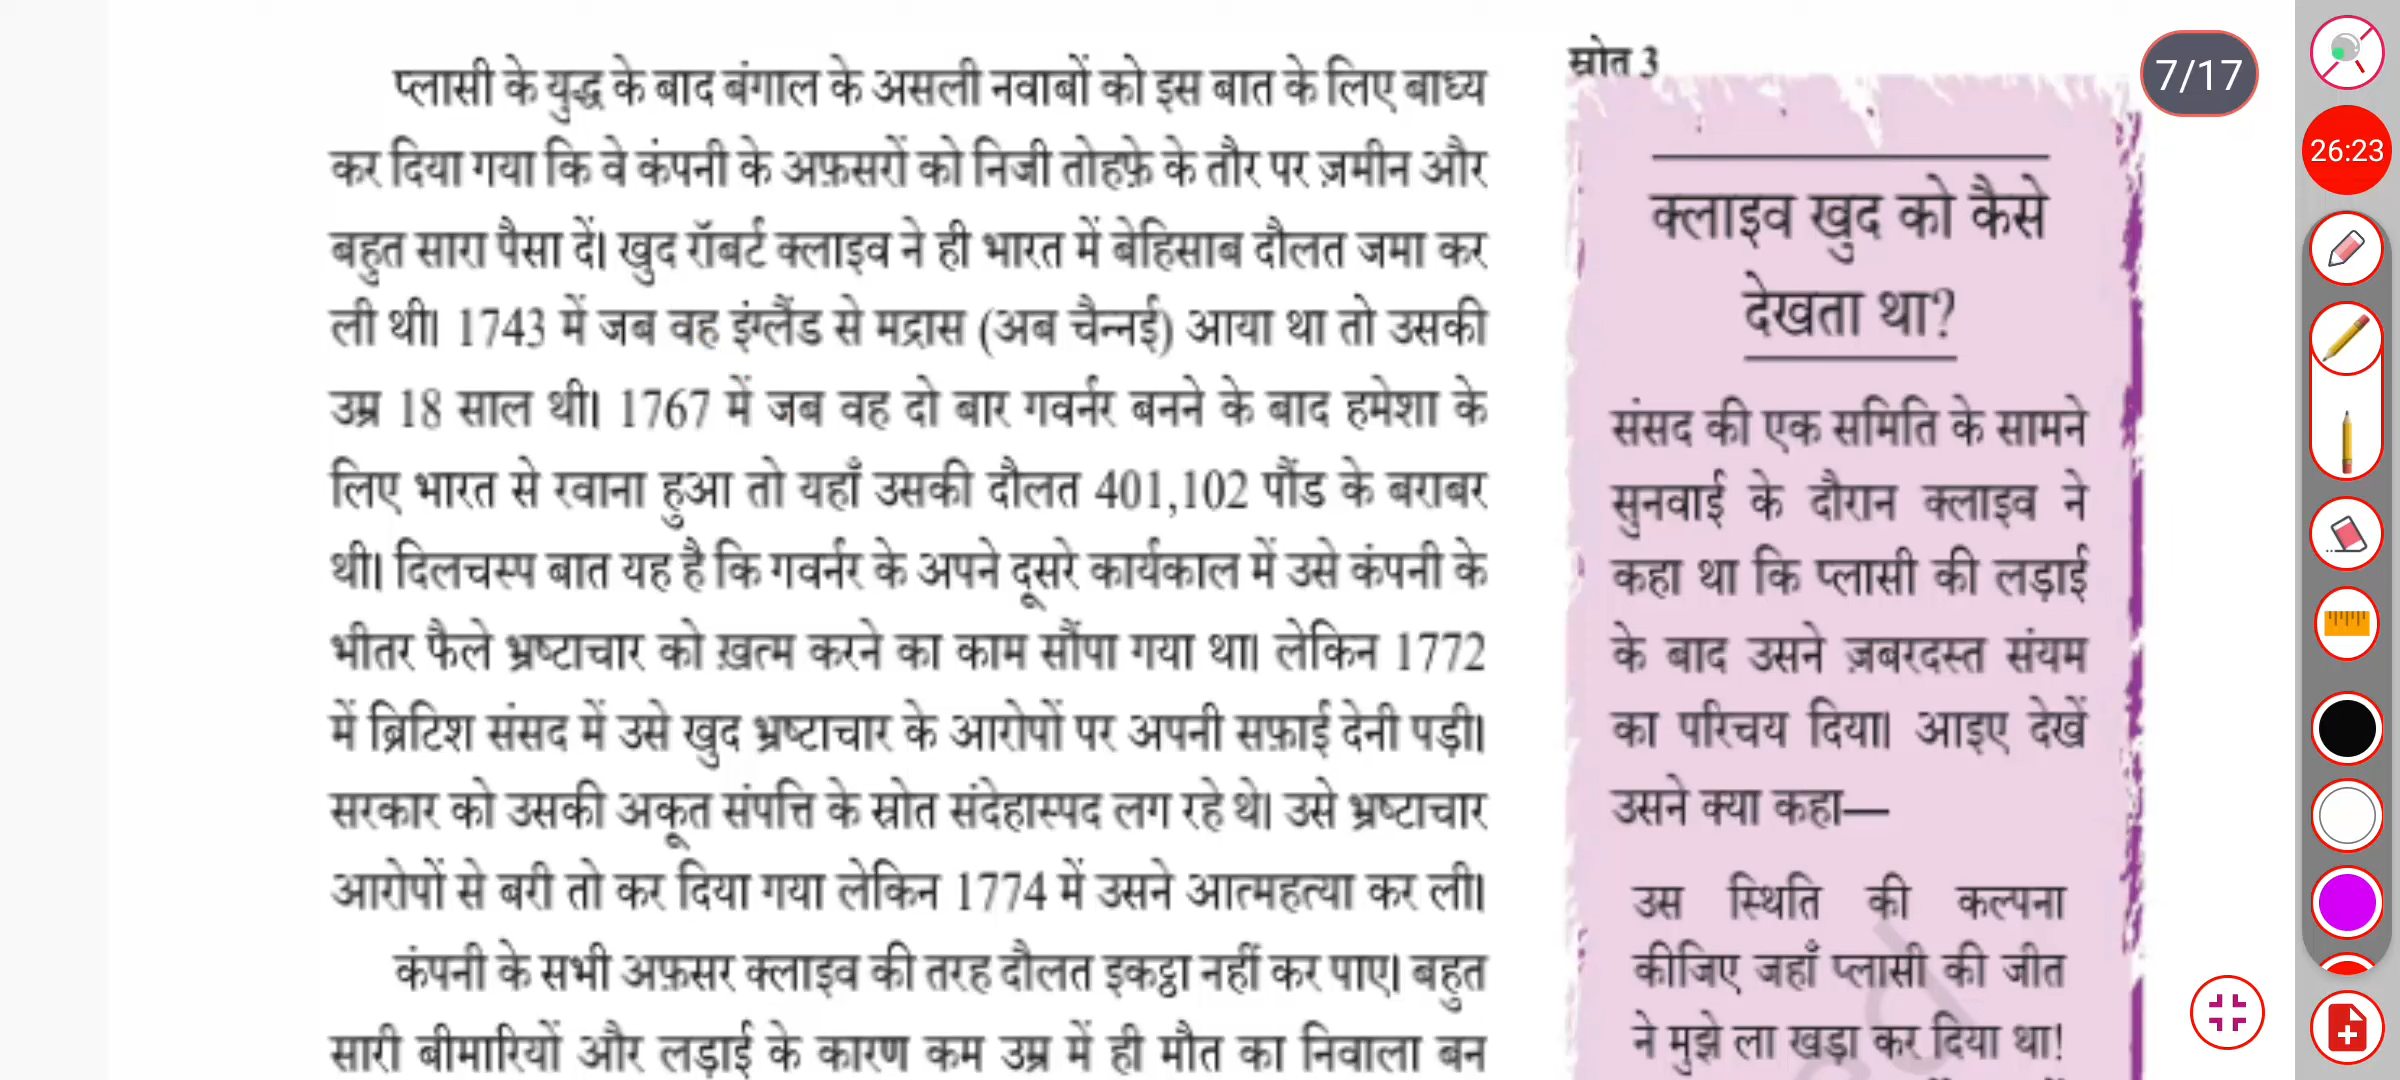 प्लासी के युद्ध के बाद बंगाल के असली नवाबों को इस बात के लिए बाध्य
कर दिया गया कि वे कंपनी के अफ़सरों को निजी तोहफ़े के तौर पर ज़मीन और
बहुत सारा पैसा दें। खुद रॉबर्ट क्लाइव ने ही भारत में बेहिसाब दौलत जमा कर
ली थी। 1743 में जब वह इंग्लैंड से मद्रास (अब चैन्नई) आया था तो उसकी
उम्र 18 साल थी। 1767 में जब वह दो बार गवर्नर बनने के बाद हमेशा के
लिए भारत से रवाना हुआ तो यहाँ उसकी दौलत 401,102 पौंड के बराबर
थी। दिलचस्प बात यह है कि गवर्नर के अपने दूसरे कार्यकाल में उसे कंपनी के
भीतर फैले भ्रष्टाचार को ख़त्म करने का काम सौंपा गया था। लेकिन 1772
में ब्रिटिश संसद में उसे खुद भ्रष्टाचार के आरोपों पर अपनी सफ़ाई देनी पड़ी।
सरकार को उसकी अकूत संपत्ति के स्रोत संदेहास्पद लग रहे थे। उसे भ्रष्टाचार
आरोपों से बरी तो कर दिया गया लेकिन 1774 में उसने आत्महत्या कर ली।
कंपनी के सभी अफ़सर क्लाइव की तरह दौलत इकट्ठा नहीं कर पाए। बहुत
सारी बीमारियों और लड़ाई के कारण कम उम्र में ही मौत का निवाला बन
स्रोत 3
क्लाइव खुद को कैसे
देखता था?
संसद की एक समिति के सामने
सुनवाई के दौरान क्लाइव ने
कहा था कि प्लासी की लड़ाई
के बाद उसने ज़बरदस्त संयम
का परिचय दिया। आइए देखें
उसने क्या कहा—
उस स्थिति की कल्पना
कीजिए जहाँ प्लासी की जीत
ने मुझे ला खड़ा कर दिया था!
7/17
26:23